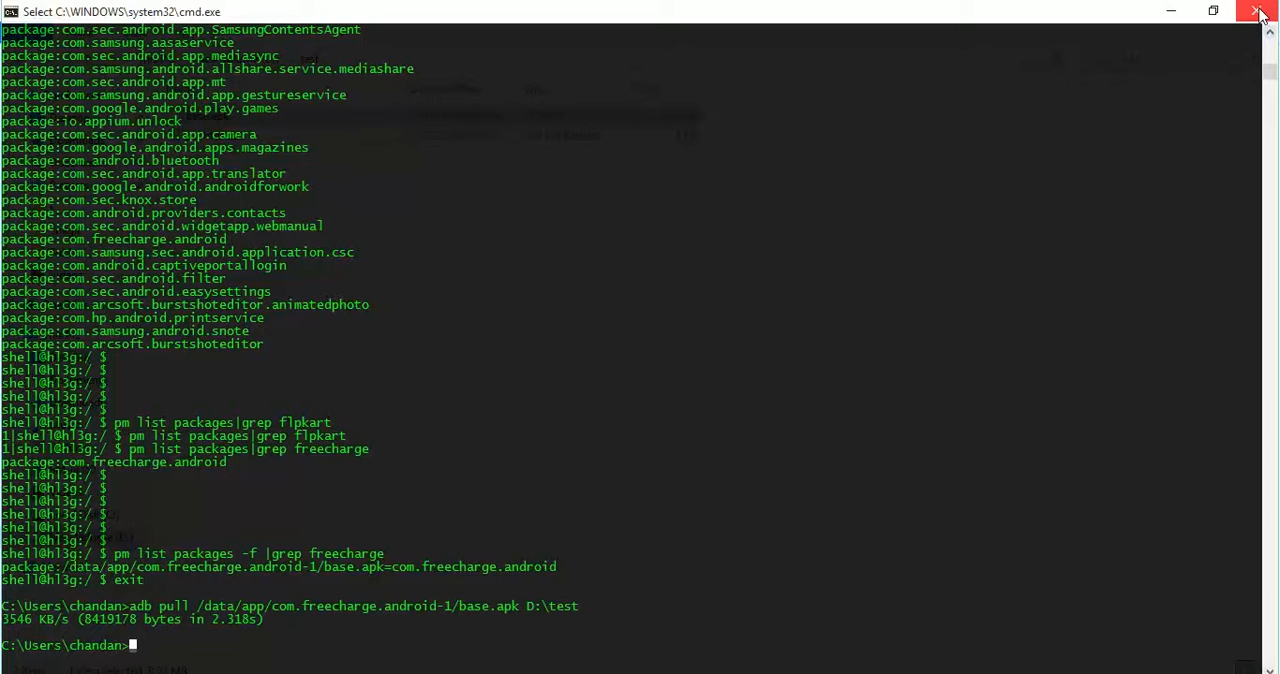 Select C:\WINDOWS\system32\cmd.exe
package:com.sec.android.app.SamsungContentsAgent
package:com.samsung.aasaservice
package:com.sec.android.app.mediasync
package:com.samsung.android.allshare.service.mediashare
package:com.sec.android.app.mt
package:com.samsung.android.app.gestureservice
package:com.google.android.play.games
package:io.appium.unlock
package:com.sec.android.app.camera
package:com.google.android.apps.magazines
package:com.android.bluetooth
package:com.sec.android.app.translator
package:com.google.android.androidforwork
package:com.sec.knox.store
package:com.android.providers.contacts
package:com.sec.android.widgetapp.webmanual
package:com.freecharge.android
package:com.samsung.sec.android.application.csc
package:com.android.captiveportallogin
package:com.sec.android.filter
package:com.sec.android.easysettings
package:com.arcsoft.burstshoteditor.animatedphoto
package:com.hp.android.printservice
package:com.samsung.android.snote
package:com.arcsoft.burstshoteditor
shell@hl3g:/ $
shell@hl3g:/ $
shell@hl3g:/ $
shell@hl3g:/ $
shell@hl3g:/ $
shell@hl3g:/ $ pm list packages|grep flpkart
1|shell@hl3g:/ $ pm list packages|grep flpkart
1|shell@hl3g:/ $ pm list packages|grep freecharge
package:com.freecharge.android
shell@hl3g:/ $
shell@hl3g:/ $
shell@hl3g:/ $
shell@hl3g:/ $
shell@hl3g:/ $
shell@hl3g:/ $
shell@hl3g:/ $ pm list packages -f |grep freecharge
package:/data/app/com.freecharge.android-1/base.apk=com.freecharge.android
shell@hl3g:/ $ exit
C:\Users\chandan>adb pull /data/app/com.freecharge.android-1/base.apk D:\test
3546 KB/s (8419178 bytes in 2.318s)
C:\Users\chandan>